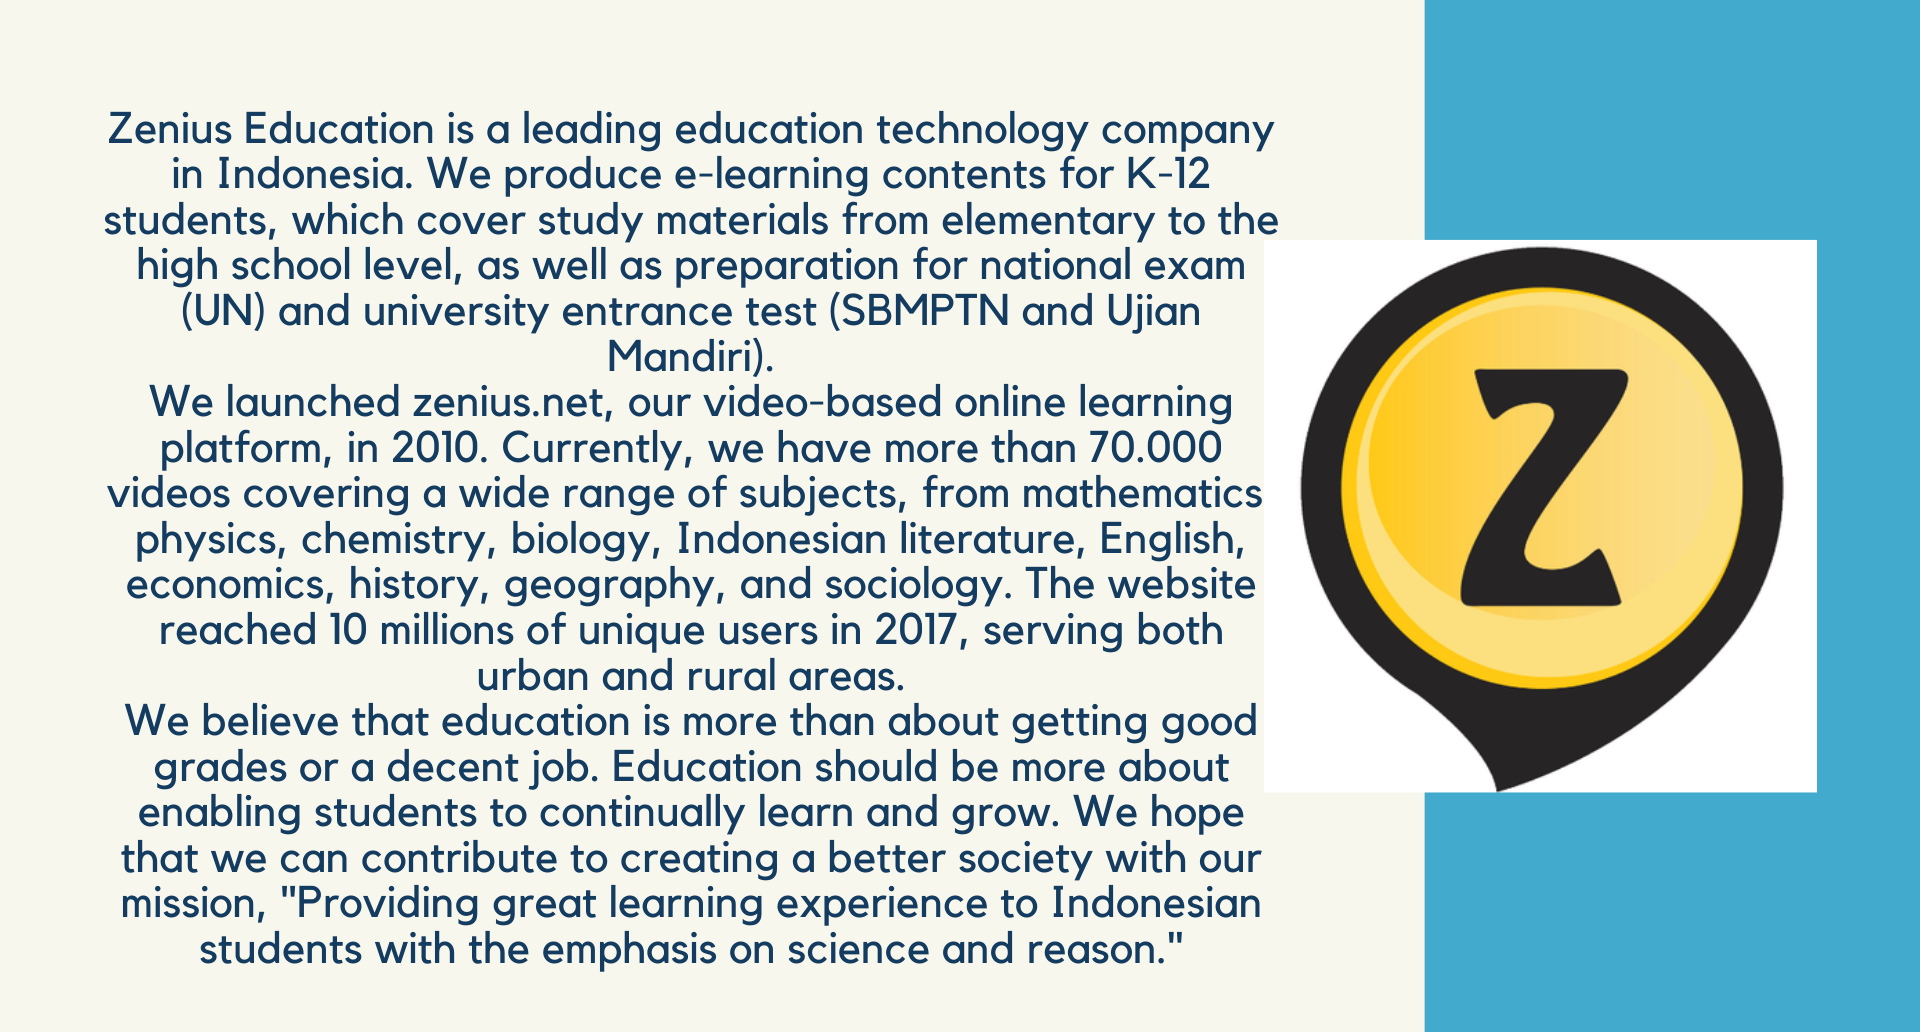 Zenius Education is a leading education technology company
in Indonesia. We produce e-learning contents for K-12
students, which cover study materials from elementary to the
high school level, as well as preparation for national exam
(UN) and university entrance test (SBMPTN and Ujian
Mandiri).
We launched zenius.net, our video-based online learning
platform, in 2010. Currently, we have more than 70.000
videos covering a wide range of subjects, from mathematics
physics, chemistry, biology, Indonesian literature, English,
economics, history, geography, and sociology. The website
reached 10 millions of unique users in 2017, serving both
urban and rural areas.
We believe that education is more than about getting good
grades or a decent job. Education should be more about
enabling students to continually learn and grow. We hope
that we can contribute to creating a better society with our
mission, "Providing great learning experience to Indonesian
students with the emphasis on science and reason."
Z